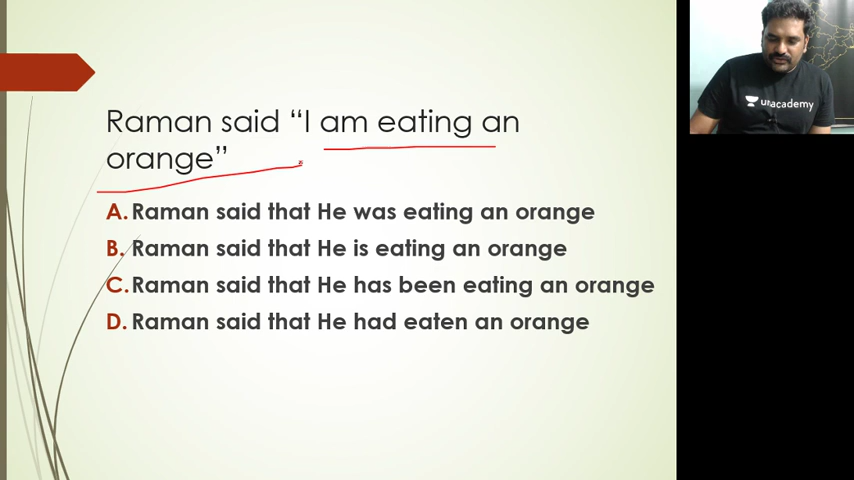 Raman said “I am eating an
orange”
A. Raman said that He was eating an orange
B. Raman said that He is eating an orange
C. Raman said that He has been eating an orange
D. Raman said that He had eaten an orange
unacademy